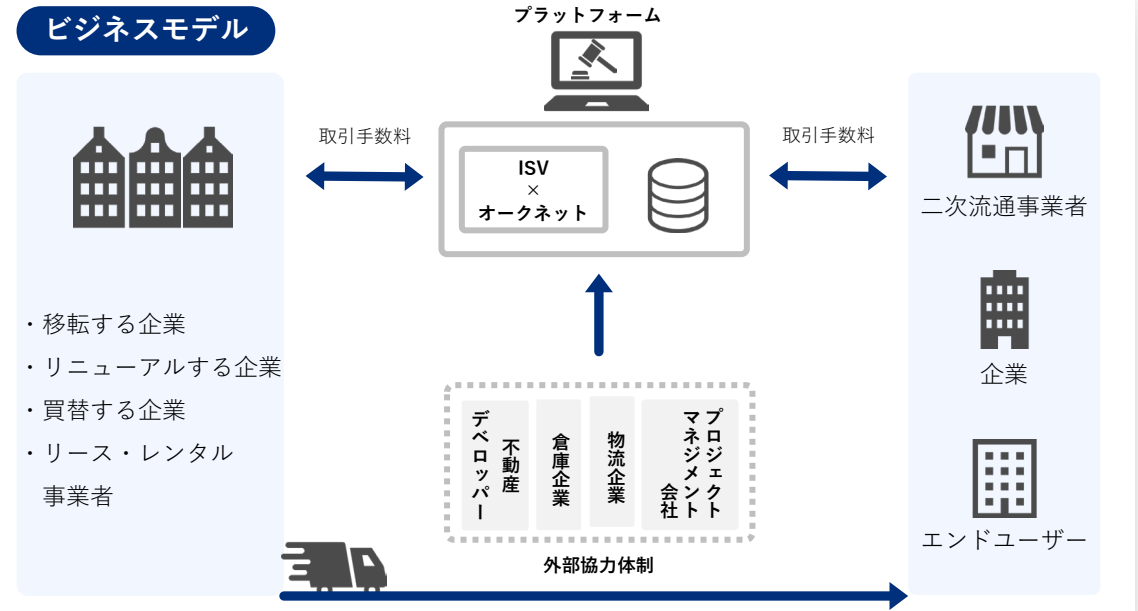 ビジネスモデル
プラットフォーム
取引手数料
取引手数料
ISV
×
オークネット
・移転する企業
・リニューアルする企業
・買替する企業
・リース・レンタル
事業者
二次流通事業者
企業
エンドユーザー
不動産
デベロッパー
倉庫企業
物流企業
プロジェクト
マネジメント
会社
外部協力体制